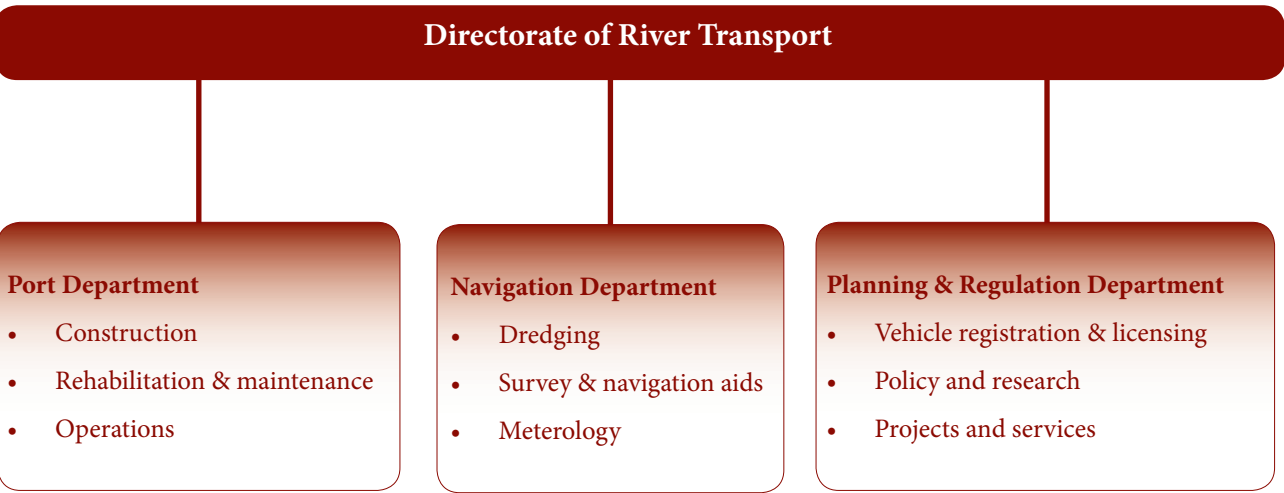 Directorate of River Transport
Port Department
• Construction
• Rehabilitation & maintenance
• Operations
Navigation Department
• Dredging
• Survey & navigation aids
• Meterology
Planning & Regulation Department
• Vehicle registration & licensing
• Policy and research
• Projects and services